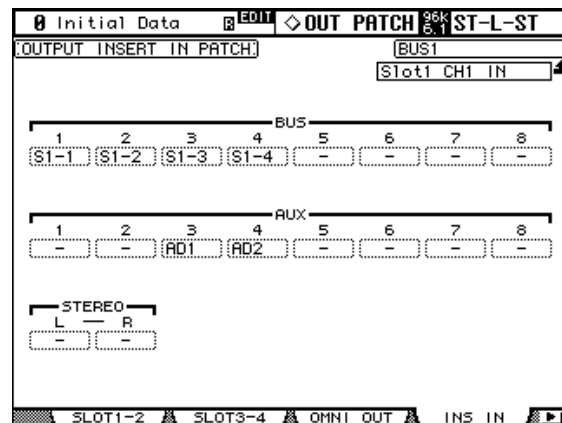 0 Initial Data R EDIT ◇OUT PATCH 96k 6.1 ST-L-ST
OUTPUT INSERT IN PATCH BUS1
Slot1 CH1 IN
BUS
1 2 3 4 5 6 7 8
S1-1 S1-2 S1-3 S1-4 - - - -
AUX
1 2 3 4 5 6 7 8
- - AD1 AD2 - - - -
STEREO
L — R
- -
SLOT1-2 SLOT3-4 OMNI OUT INS IN